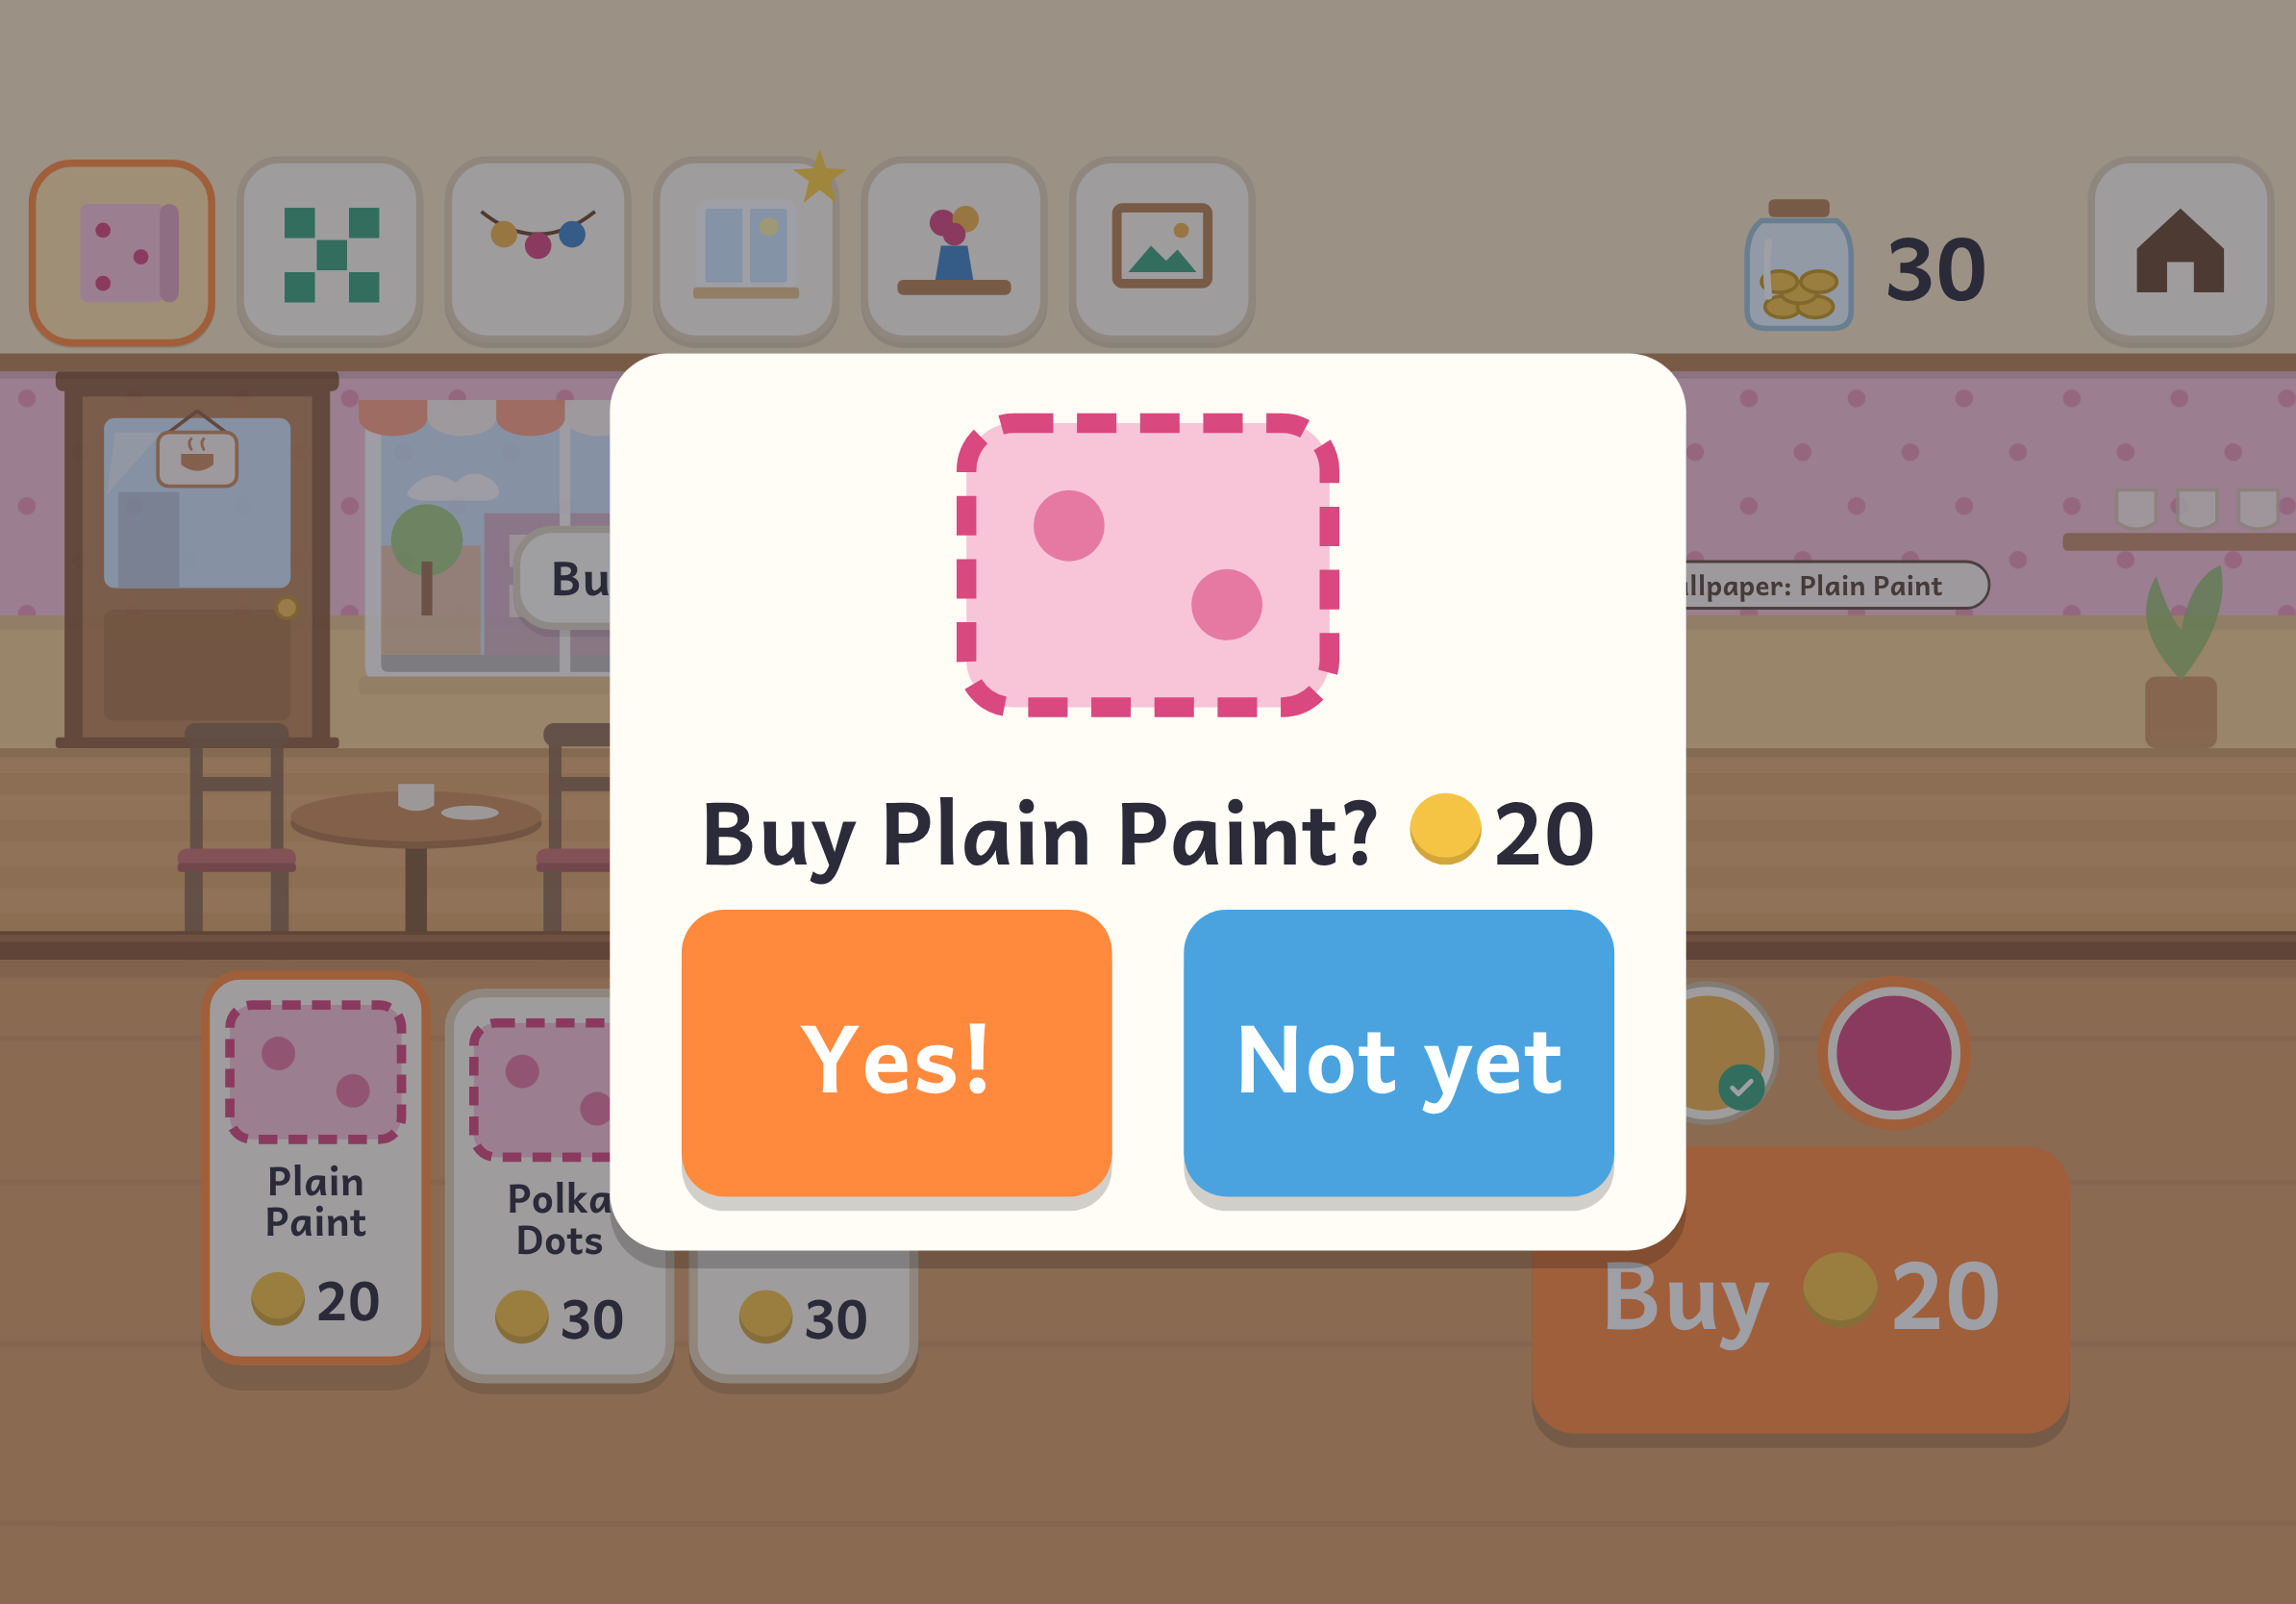 30
Bu
llpaper: Plain Paint
Buy Plain Paint? 20
Yes!
Not yet
Plain
Paint
20
Polka
Dots
30
30
Buy 20